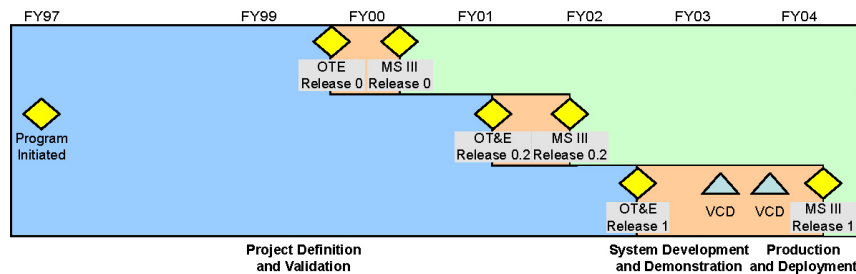 FY97 FY99 FY00 FY01 FY02 FY03 FY04
OTE MS III
Release 0 Release 0
Program
Initiated
OT&E MS III
Release 0.2 Release 0.2
OT&E VCD VCD MS III
Release 1 Release 1
Project Definition
and Validation
System Development
and Demonstration
Production
and Deployment